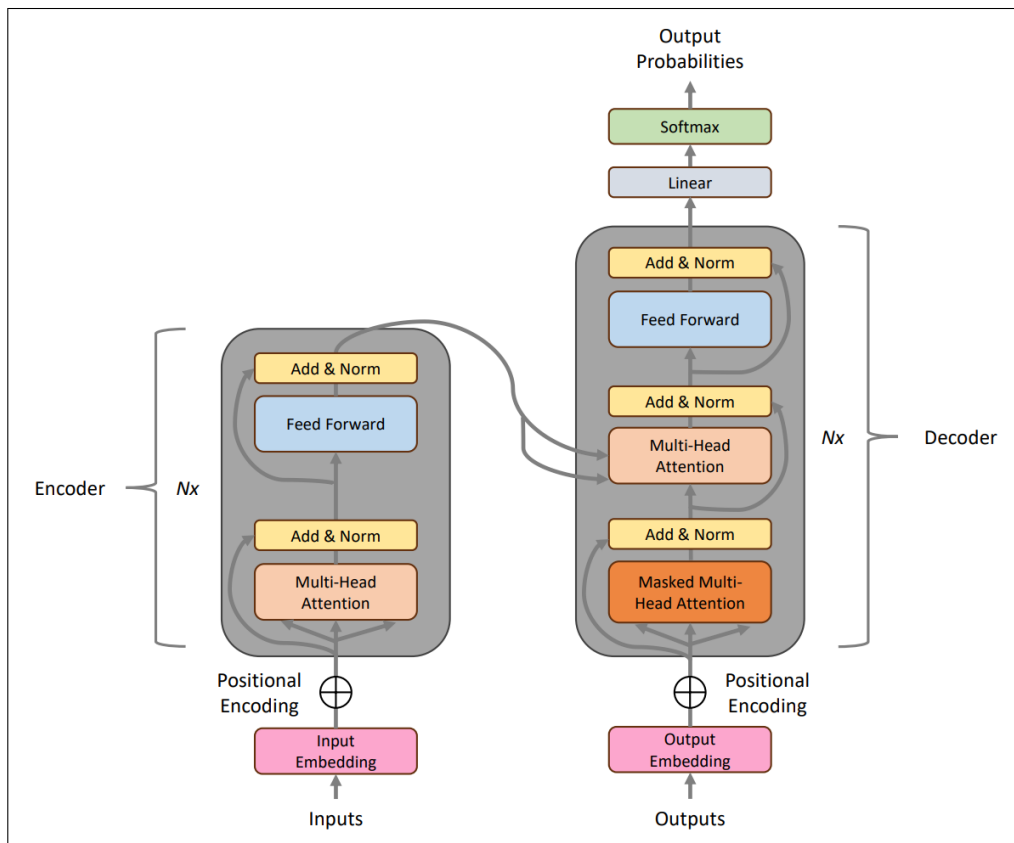 Output
Probabilities
Softmax
Linear
Add & Norm
Feed Forward
Add & Norm
Multi-Head
Attention
Nx
Decoder
Add & Norm
Masked Multi-
Head Attention
Positional
Encoding
Output
Embedding
Outputs
Add & Norm
Feed Forward
Encoder
Nx
Add & Norm
Multi-Head
Attention
Positional
Encoding
Input
Embedding
Inputs